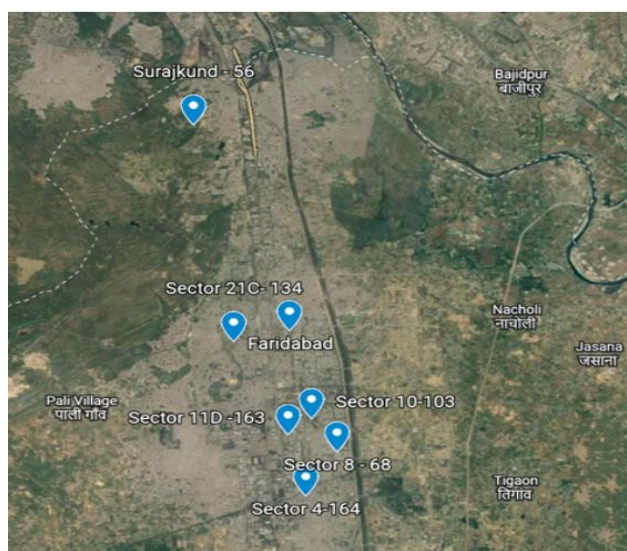 Surajkund - 56
Bajidpur
बाजीपुर
Sector 21C- 134
Nacholi
नाचोली
Faridabad
Jasana
जसाना
Pali Village
पाली गाँव
Sector 10-103
Sector 11D -163
Sector 8 - 68
Tigaon
तिगांव
Sector 4-164